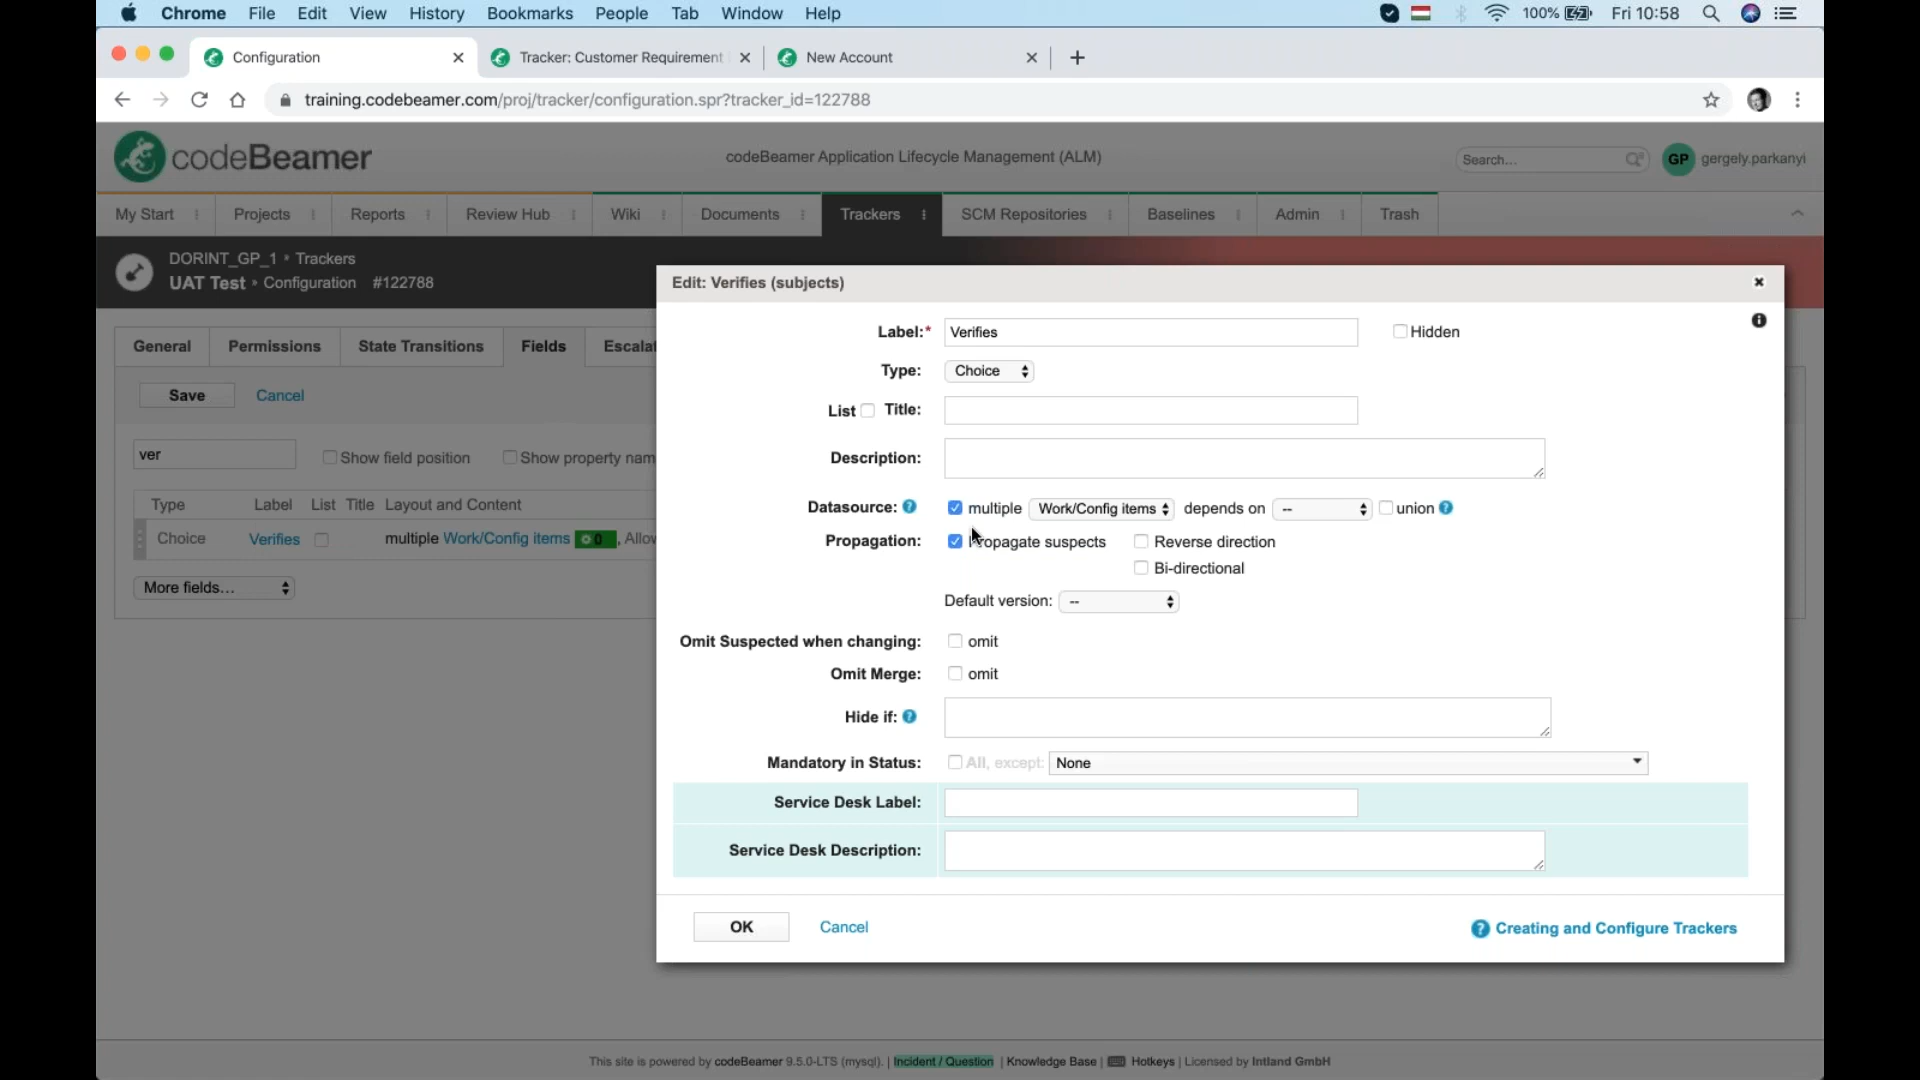 Chrome File Edit View History Bookmarks People Tab Window Help 100% Fri 10:58
Configuration Tracker: Customer Requirement New Account
training.codebeamer.com/proj/tracker/configuration.spr?tracker_id=122788
codeBeamer codeBeamer Application Lifecycle Management (ALM) Search... GP gergely.parkanyi
My Start Projects Reports Review Hub Wiki Documents Trackers SCM Repositories Baselines Admin Trash
DORINT_GP_1 Trackers
UAT Test Configuration #122788
Edit: Verifies (subjects)
General Permissions State Transitions Fields Escalat
Save Cancel
ver Show field position Show property nam
Type Label List Title Layout and Content
Choice Verifies multiple Work/Config items 0 , Allow
More fields...
Label:* Verifies Hidden
Type: Choice
List Title:
Description:
Datasource: multiple Work/Config items depends on -- union
Propagation: Propagate suspects Reverse direction
Bi-directional
Default version: --
Omit Suspected when changing: omit
Omit Merge: omit
Hide if:
Mandatory in Status: All, except: None
Service Desk Label:
Service Desk Description:
OK Cancel Creating and Configure Trackers
This site is powered by codeBeamer 9.5.0-LTS (mysql). | Incident / Question | Knowledge Base | Hotkeys | Licensed by Intland GmbH